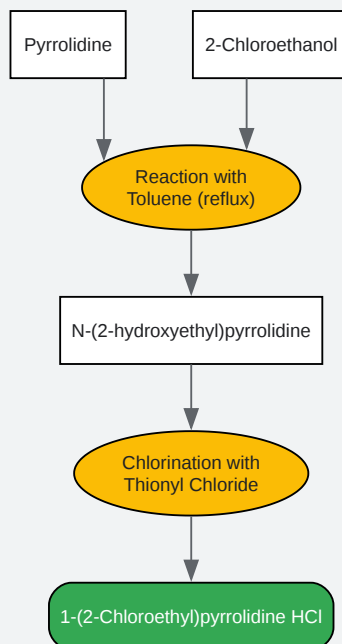 Pyrrolidine
2-Chloroethanol
Reaction with
Toluene (reflux)
N-(2-hydroxyethyl)pyrrolidine
Chlorination with
Thionyl Chloride
1-(2-Chloroethyl)pyrrolidine HCl